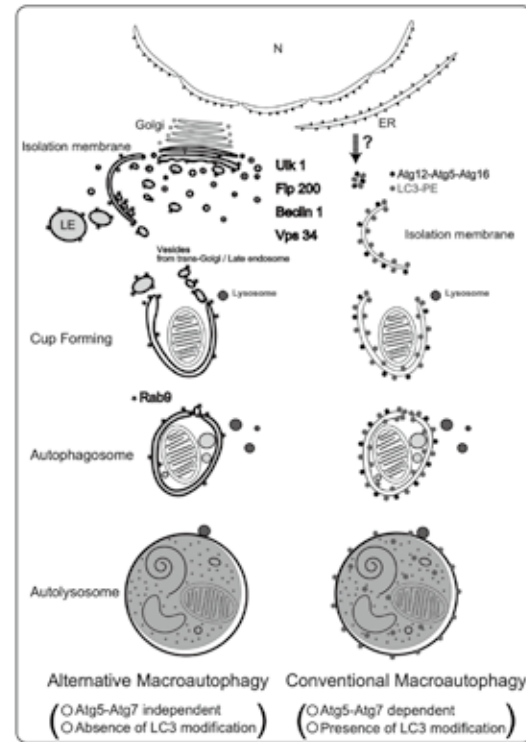 N
Golgi
ER
Isolation membrane
?
Ulk 1
Fip 200
Beclin 1
Vps 34
Atg12-Atg5-Atg16
LC3-PE
LE
Isolation membrane
Vesicles
from trans-Golgi / Late endosome
Lysosome
Lysosome
Cup Forming
Rab9
Autophagosome
Autolysosome
Alternative Macroautophagy
Atg5-Atg7 independent
Absence of LC3 modification
Conventional Macroautophagy
Atg5-Atg7 dependent
Presence of LC3 modification